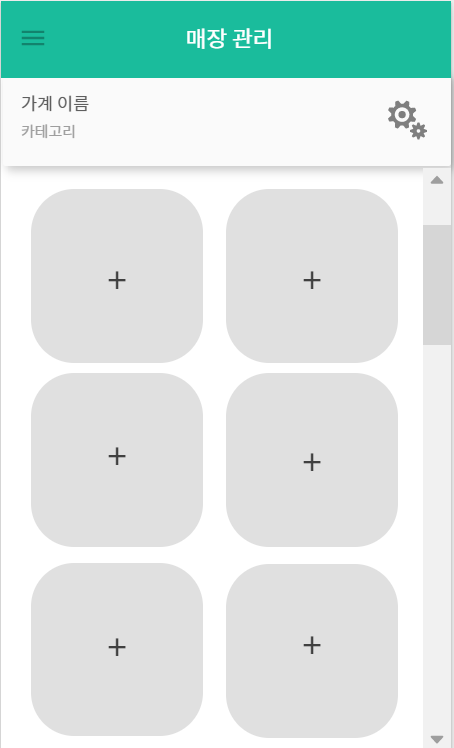 매장 관리
가계 이름
카테고리
+ +
+ +
+ +